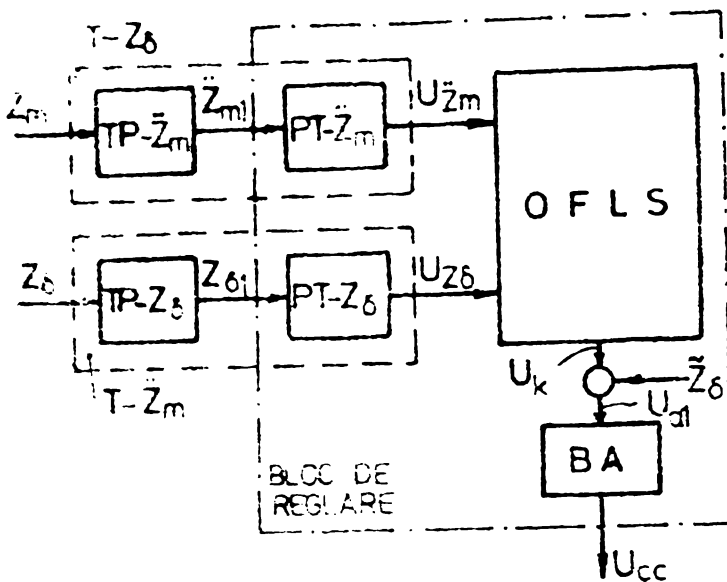 T-Zδ
Z̈m
TP-Z̈m
Z̈m1
PT-Z̈m
UZ̈m
OFLS
Zδ
TP-Zδ
Zδ1
PT-Zδ
UZδ
T-Z̈m
Uk
Z̃δ
Ua1
BA
BLOC DE
REGLARE
Ucc